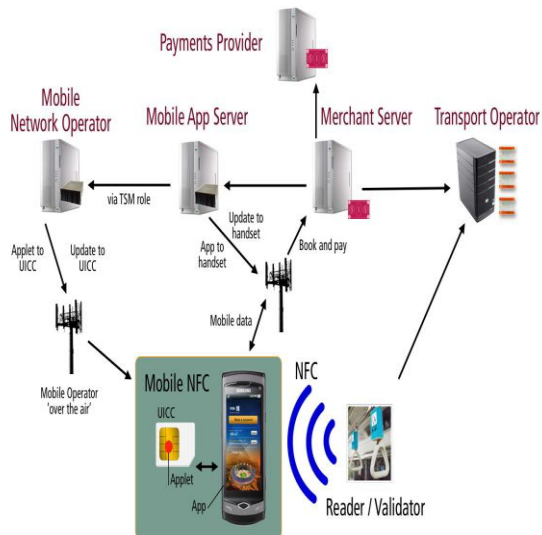 Payments Provider
Mobile
Network Operator
Mobile App Server
Merchant Server
Transport Operator
via TSM role
Update to
handset
App to
handset
Book and pay
Applet to
UICC
Update to
UICC
Mobile data
Mobile Operator
'over the air'
Mobile NFC
NFC
UICC
Applet
App
Reader / Validator